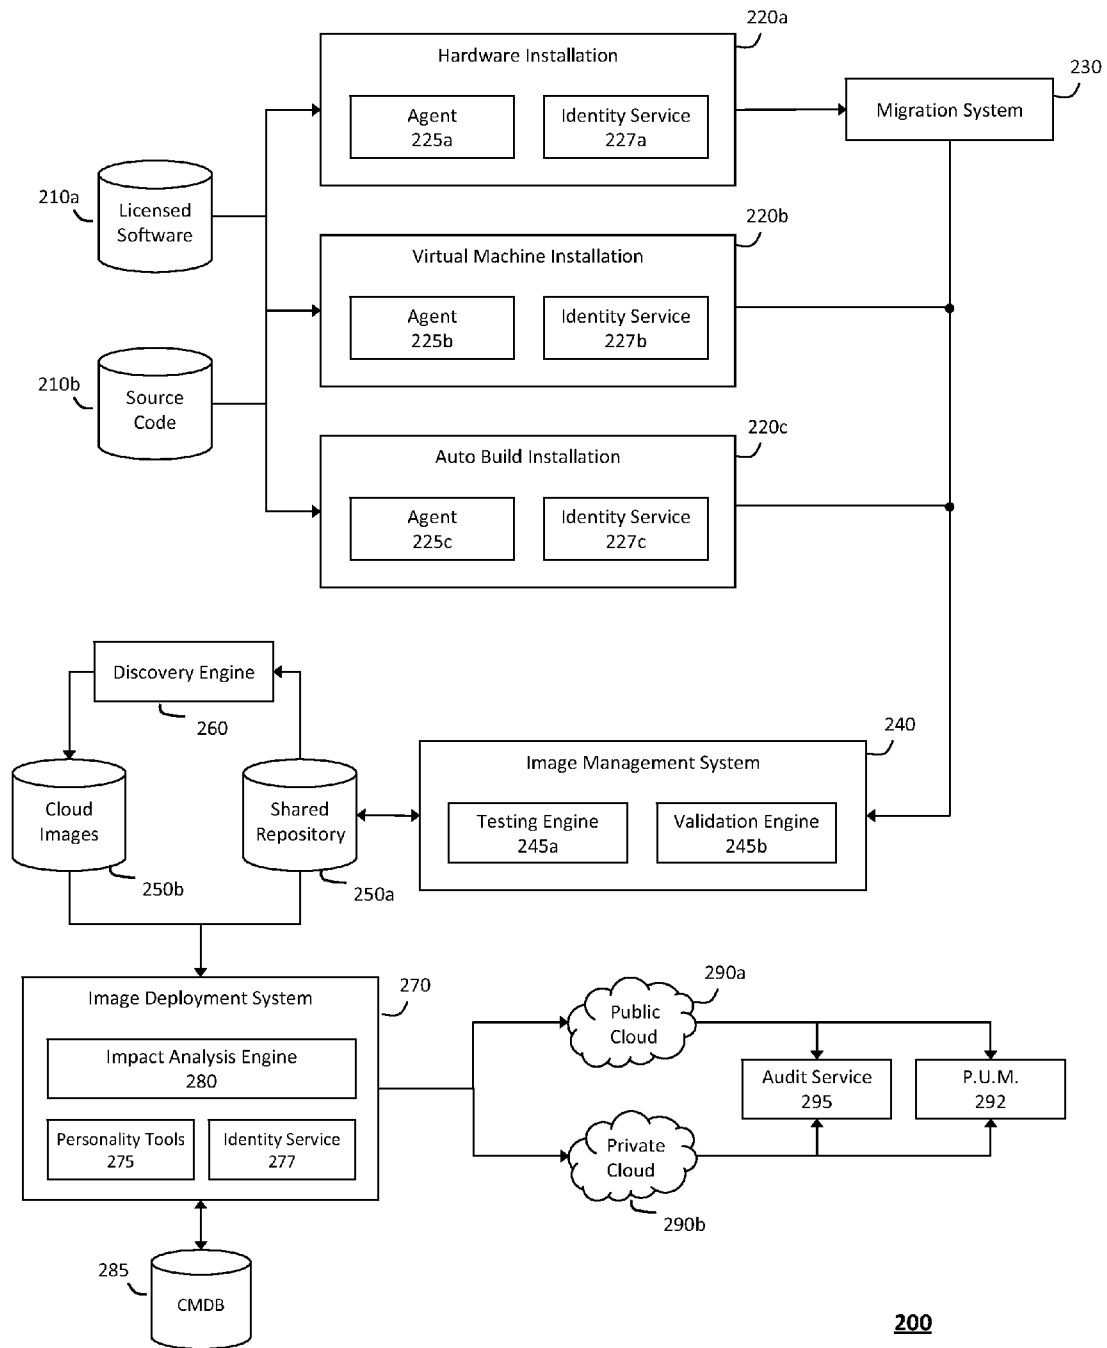 220a
Hardware Installation
Agent
225a
Identity Service
227a
230
Migration System
210a
Licensed
Software
220b
Virtual Machine Installation
Agent
225b
Identity Service
227b
210b
Source
Code
220c
Auto Build Installation
Agent
225c
Identity Service
227c
Discovery Engine
260
240
Image Management System
Testing Engine
245a
Validation Engine
245b
Cloud
Images
250b
Shared
Repository
250a
270
Image Deployment System
Impact Analysis Engine
280
Personality Tools
275
Identity Service
277
290a
Public
Cloud
Private
Cloud
290b
Audit Service
295
P.U.M.
292
285
CMDB
200